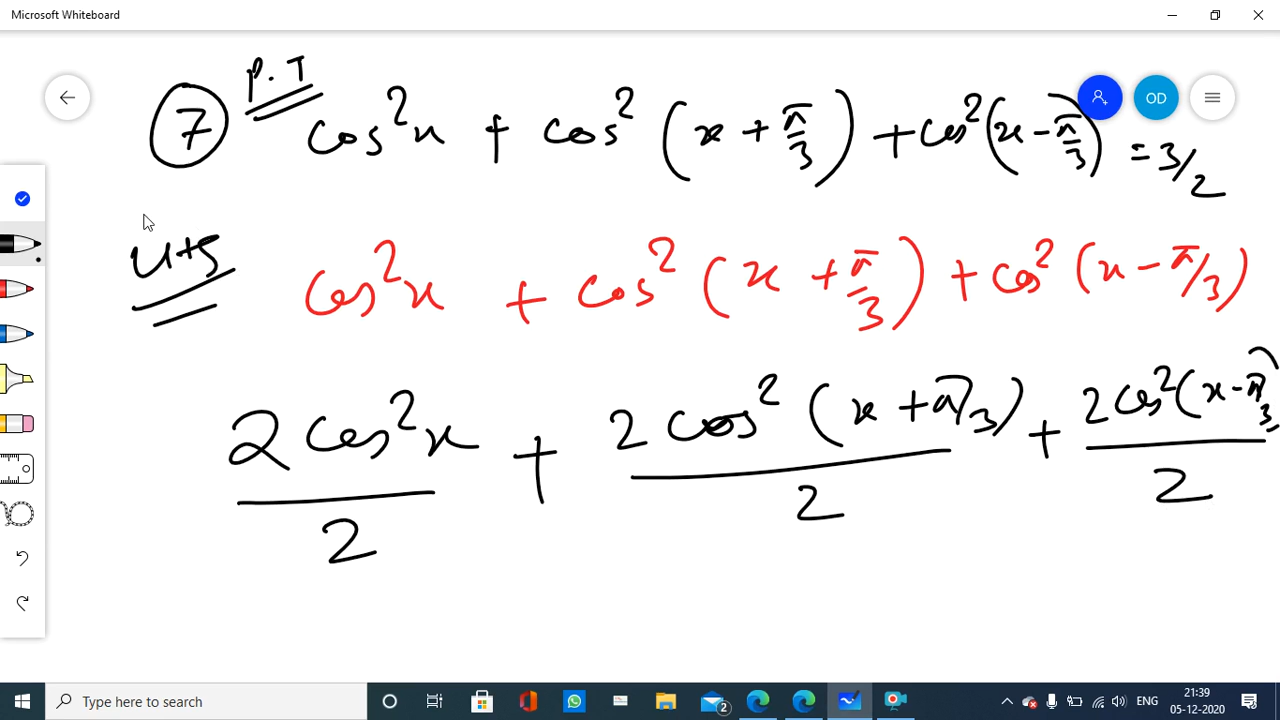 Microsoft Whiteboard
P.T
⑦ cos²x + cos² (x + π/3) + cos² (x - π/3) = 3/2
OD
LHS cos²x + cos² (x + π/3) + cos² (x - π/3)
2cos²x/2 + 2cos² (x + π/3)/2 + 2cos² (x - π/3)/2
Type here to search
2
ENG
21:39
05-12-2020